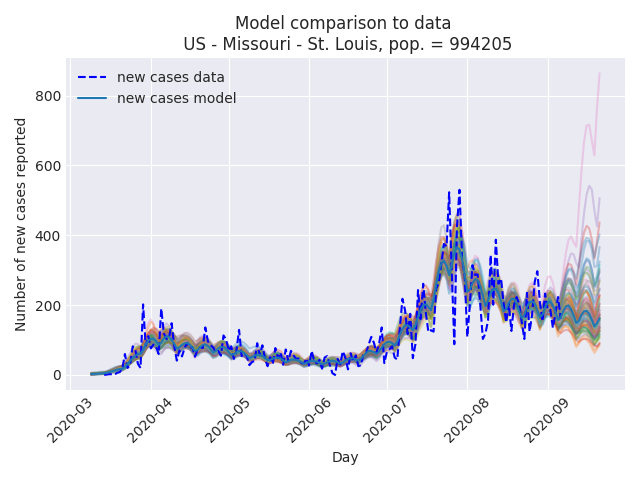 Model comparison to data
US - Missouri - St. Louis, pop. = 994205
new cases data
new cases model
Number of new cases reported
800
600
400
200
0
2020-03
2020-04
2020-05
2020-06
2020-07
2020-08
2020-09
Day